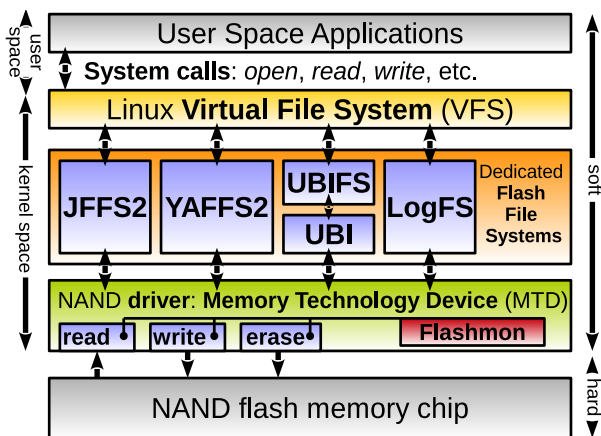 User Space Applications
user
space
System calls: open, read, write, etc.
Linux Virtual File System (VFS)
kernel space
soft
JFFS2
YAFFS2
UBIFS
UBI
LogFS
Dedicated
Flash
File
Systems
NAND driver: Memory Technology Device (MTD)
read
write
erase
Flashmon
NAND flash memory chip
hard